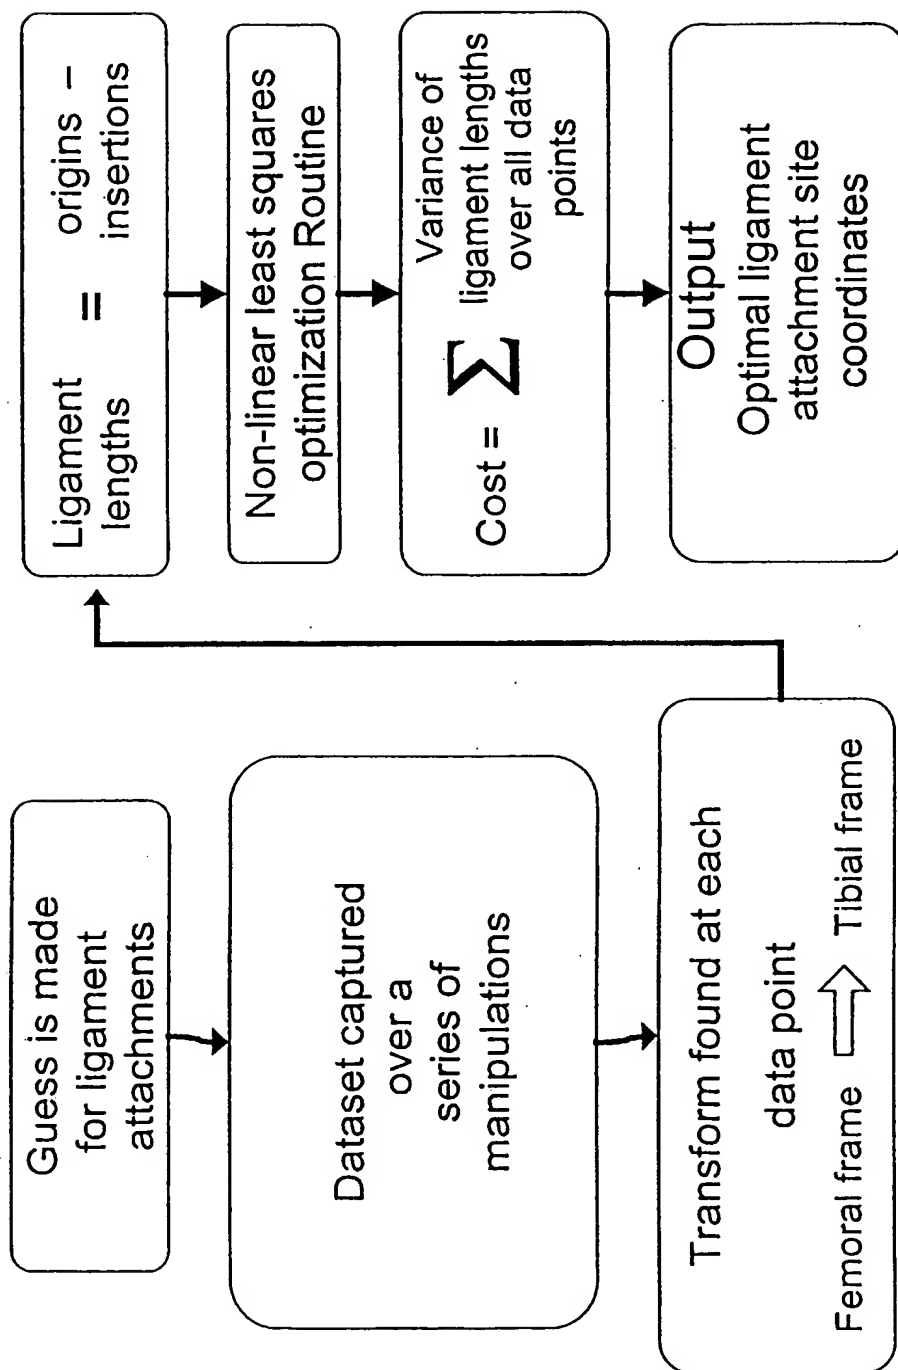 Guess is made
for ligament
attachments
Dataset captured
over a
series of
manipulations
Transform found at each
data point
Femoral frame Tibial frame
Ligament lengths = origins – insertions
Non-linear least squares
optimization Routine
Cost = Σ Variance of
ligament lengths
over all data
points
Output
Optimal ligament
attachment site
coordinates